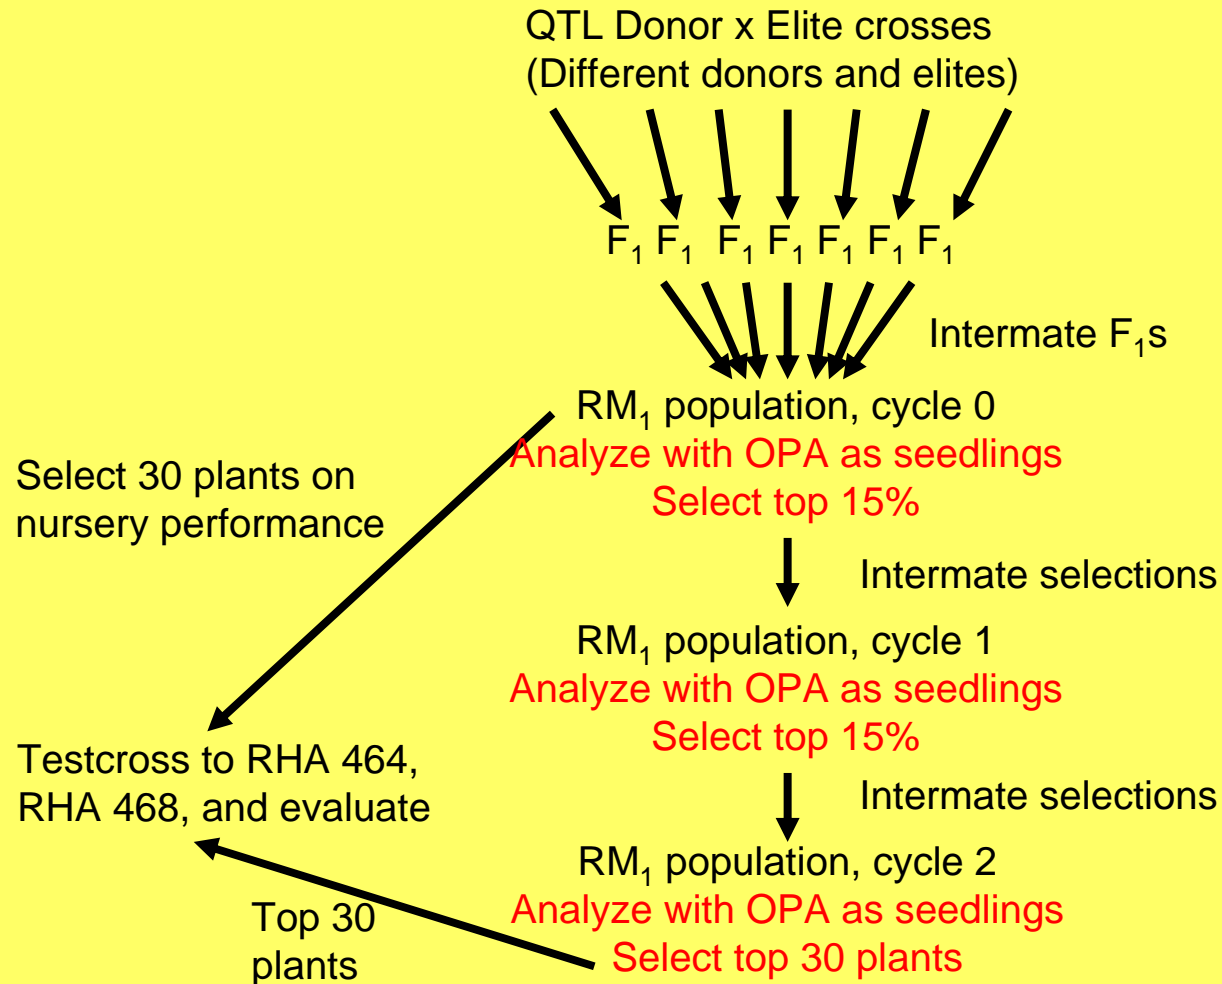 QTL Donor x Elite crosses
(Different donors and elites)
F₁ F₁ F₁ F₁ F₁ F₁ F₁
Intermate F₁s
RM₁ population, cycle 0
Analyze with OPA as seedlings
Select top 15%
Select 30 plants on
nursery performance
Intermate selections
RM₁ population, cycle 1
Analyze with OPA as seedlings
Select top 15%
Testcross to RHA 464,
RHA 468, and evaluate
Intermate selections
RM₁ population, cycle 2
Analyze with OPA as seedlings
Select top 30 plants
Top 30
plants